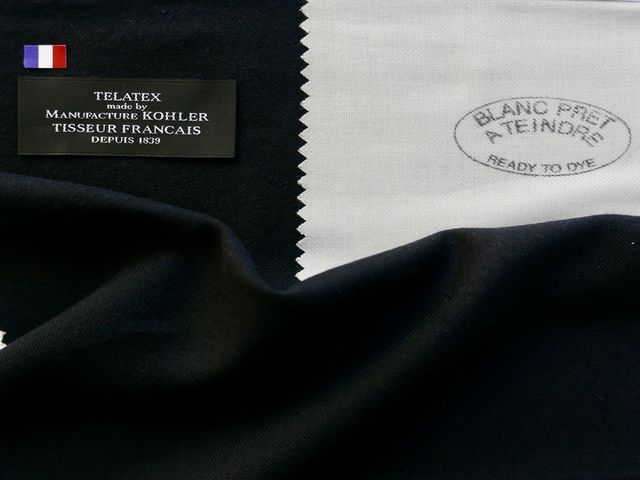 TELATEX
made by
MANUFACTURE KOHLER
TISSEUR FRANCAIS
DEPUIS 1839
BLANC PRET
A TEINDRE
READY TO DYE